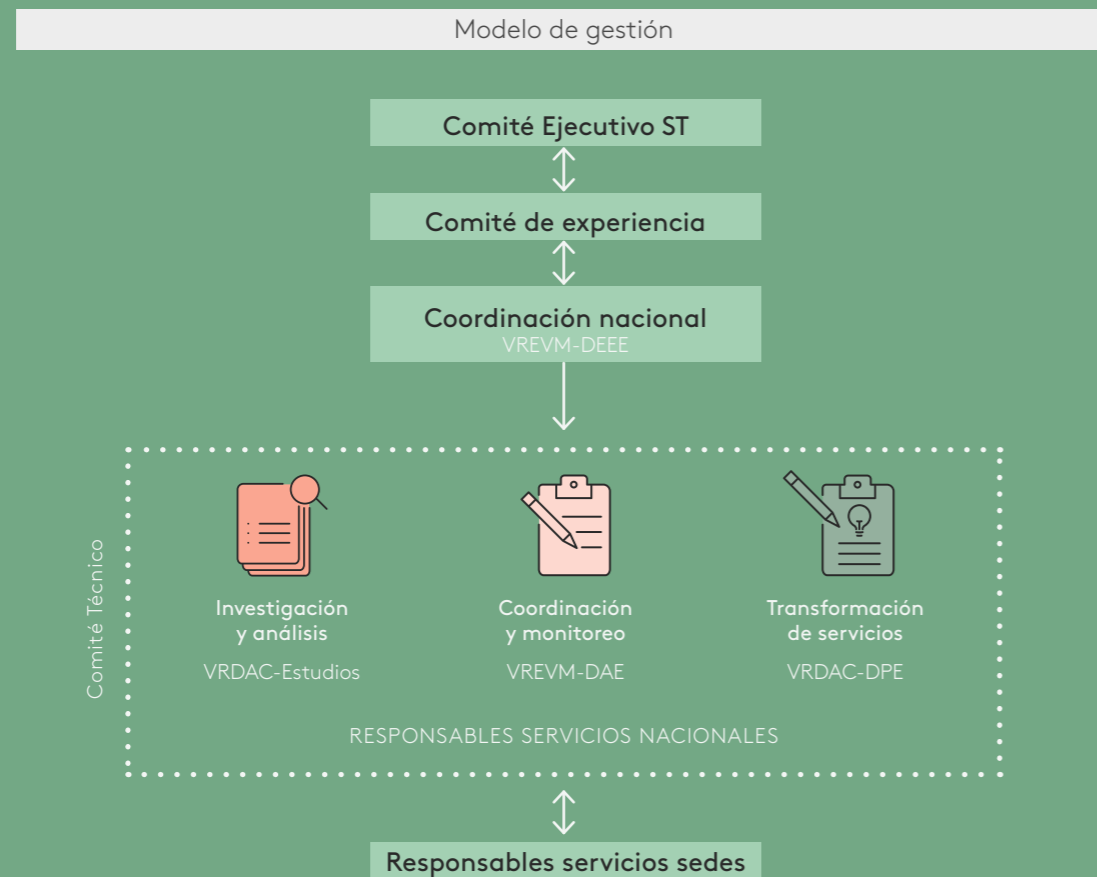 Modelo de gestión
Comité Ejecutivo ST
Comité de experiencia
Coordinación nacional
VREVM-DEEE
Comité Técnico
Investigación
y análisis
VRDAC-Estudios
Coordinación
y monitoreo
VREVM-DAE
Transformación
de servicios
VRDAC-DPE
RESPONSABLES SERVICIOS NACIONALES
Responsables servicios sedes